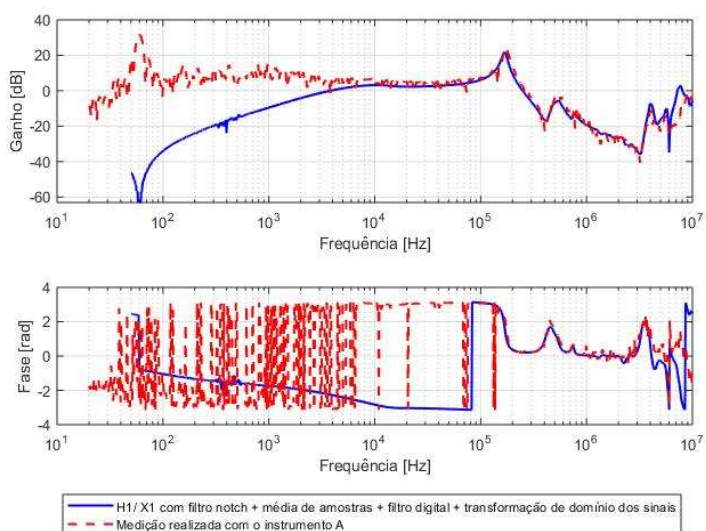 40
20
0
-20
-40
-60
Ganho [dB]
10^1 10^2 10^3 10^4 10^5 10^6 10^7
Frequência [Hz]
4
2
0
-2
-4
Fase [rad]
10^1 10^2 10^3 10^4 10^5 10^6 10^7
Frequência [Hz]
H1/ X1 com filtro notch + média de amostras + filtro digital + transformação de domínio dos sinais
Medição realizada com o instrumento A